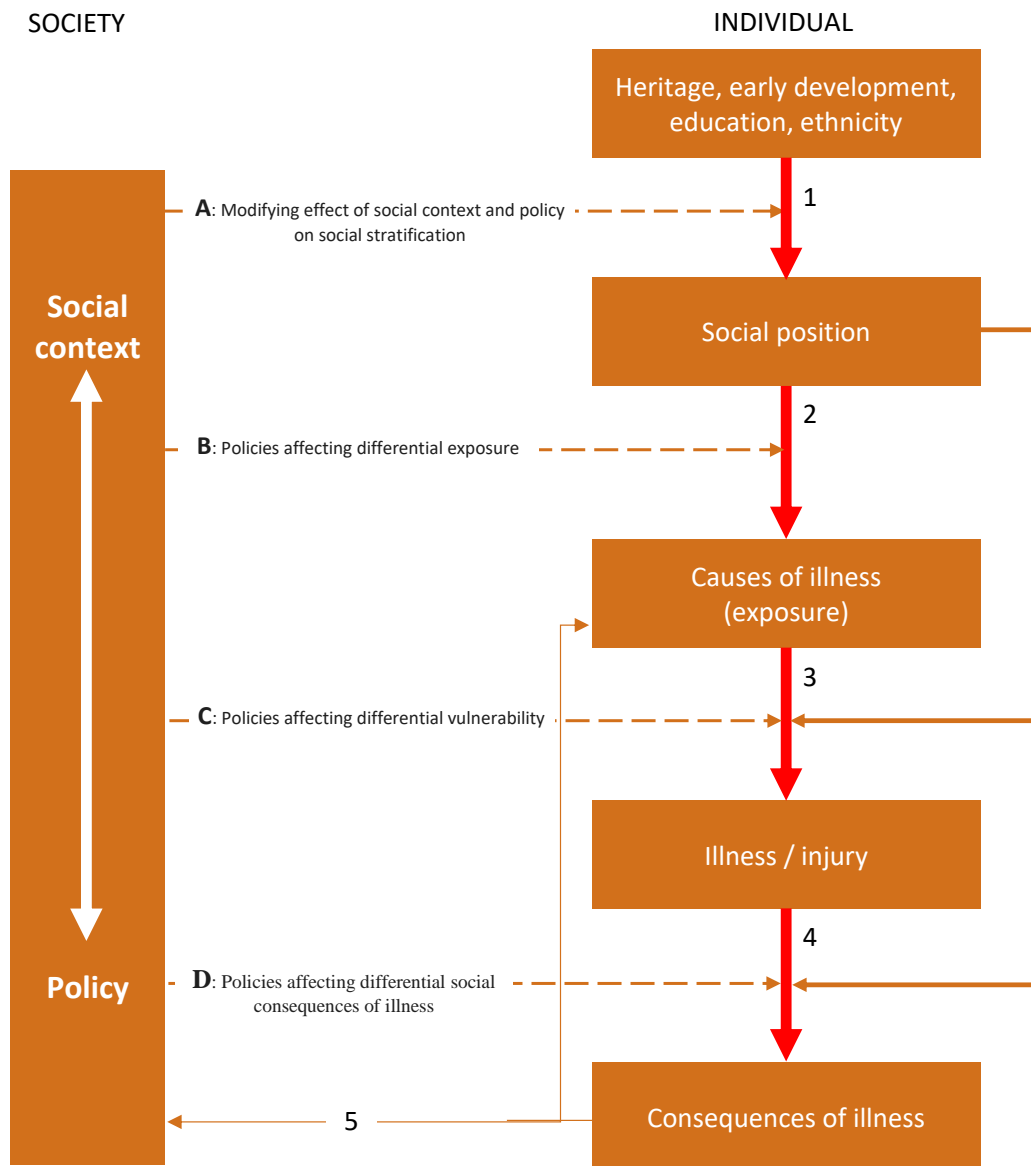 SOCIETY
INDIVIDUAL
Heritage, early development,
education, ethnicity
1
A: Modifying effect of social context and policy
on social stratification
Social
context
Social position
2
B: Policies affecting differential exposure
Causes of illness
(exposure)
3
C: Policies affecting differential vulnerability
Illness / injury
4
Policy
D: Policies affecting differential social
consequences of illness
5
Consequences of illness